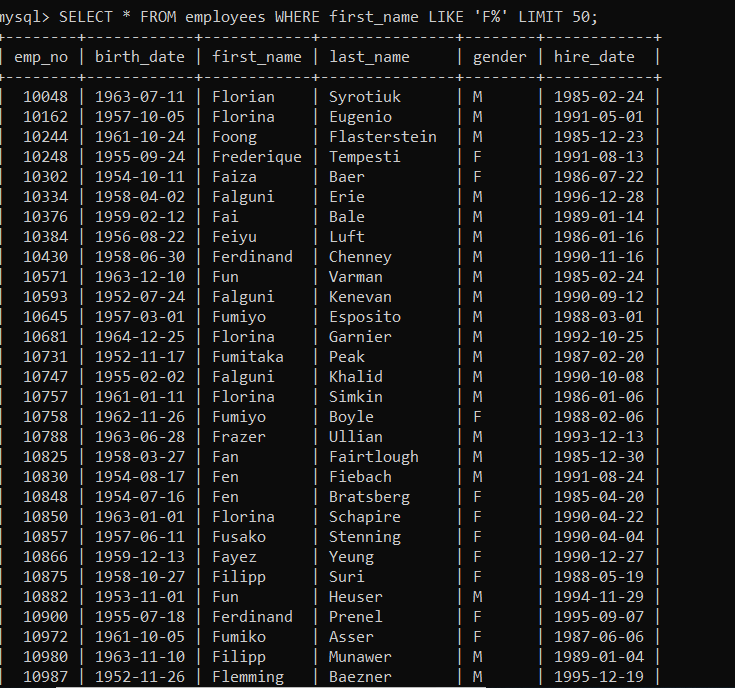 mysql> SELECT * FROM employees WHERE first_name LIKE 'F%' LIMIT 50;
+--------+------------+------------+--------------+--------+------------+
| emp_no | birth_date | first_name | last_name | gender | hire_date |
+--------+------------+------------+--------------+--------+------------+
| 10048 | 1963-07-11 | Florian | Syrotiuk | M | 1985-02-24 |
| 10162 | 1957-10-05 | Florina | Eugenio | M | 1991-05-01 |
| 10244 | 1961-10-24 | Foong | Flasterstein | M | 1985-12-23 |
| 10248 | 1955-09-24 | Frederique | Tempesti | F | 1991-08-13 |
| 10302 | 1954-10-11 | Faiza | Baer | F | 1986-07-22 |
| 10334 | 1958-04-02 | Falguni | Erie | M | 1996-12-28 |
| 10376 | 1959-02-12 | Fai | Bale | M | 1989-01-14 |
| 10384 | 1956-08-22 | Feiyu | Luft | M | 1986-01-16 |
| 10430 | 1958-06-30 | Ferdinand | Chenney | M | 1990-11-16 |
| 10571 | 1963-12-10 | Fun | Varman | M | 1985-02-24 |
| 10593 | 1952-07-24 | Falguni | Kenevan | M | 1990-09-12 |
| 10645 | 1957-03-01 | Fumiyo | Esposito | M | 1988-03-01 |
| 10681 | 1964-12-25 | Florina | Garnier | M | 1992-10-25 |
| 10731 | 1952-11-17 | Fumitaka | Peak | M | 1987-02-20 |
| 10747 | 1955-02-02 | Falguni | Khalid | M | 1990-10-08 |
| 10757 | 1961-01-11 | Florina | Simkin | M | 1986-01-06 |
| 10758 | 1962-11-26 | Fumiyo | Boyle | F | 1988-02-06 |
| 10788 | 1963-06-28 | Frazer | Ullian | M | 1993-12-13 |
| 10825 | 1958-03-27 | Fan | Fairtlough | M | 1985-12-30 |
| 10830 | 1954-08-17 | Fen | Fiebach | M | 1991-08-24 |
| 10848 | 1954-07-16 | Fen | Bratsberg | F | 1985-04-20 |
| 10850 | 1963-01-01 | Florina | Schapire | F | 1990-04-22 |
| 10857 | 1957-06-11 | Fusako | Stenning | F | 1990-04-04 |
| 10866 | 1959-12-13 | Fayez | Yeung | F | 1990-12-27 |
| 10875 | 1958-10-27 | Filipp | Suri | F | 1988-05-19 |
| 10882 | 1953-11-01 | Fun | Heuser | M | 1994-11-29 |
| 10900 | 1955-07-18 | Ferdinand | Prenel | F | 1995-09-07 |
| 10972 | 1961-10-05 | Fumiko | Asser | F | 1987-06-06 |
| 10980 | 1963-11-10 | Filipp | Munawer | M | 1989-01-04 |
| 10987 | 1952-11-26 | Flemming | Baezner | M | 1995-12-19 |